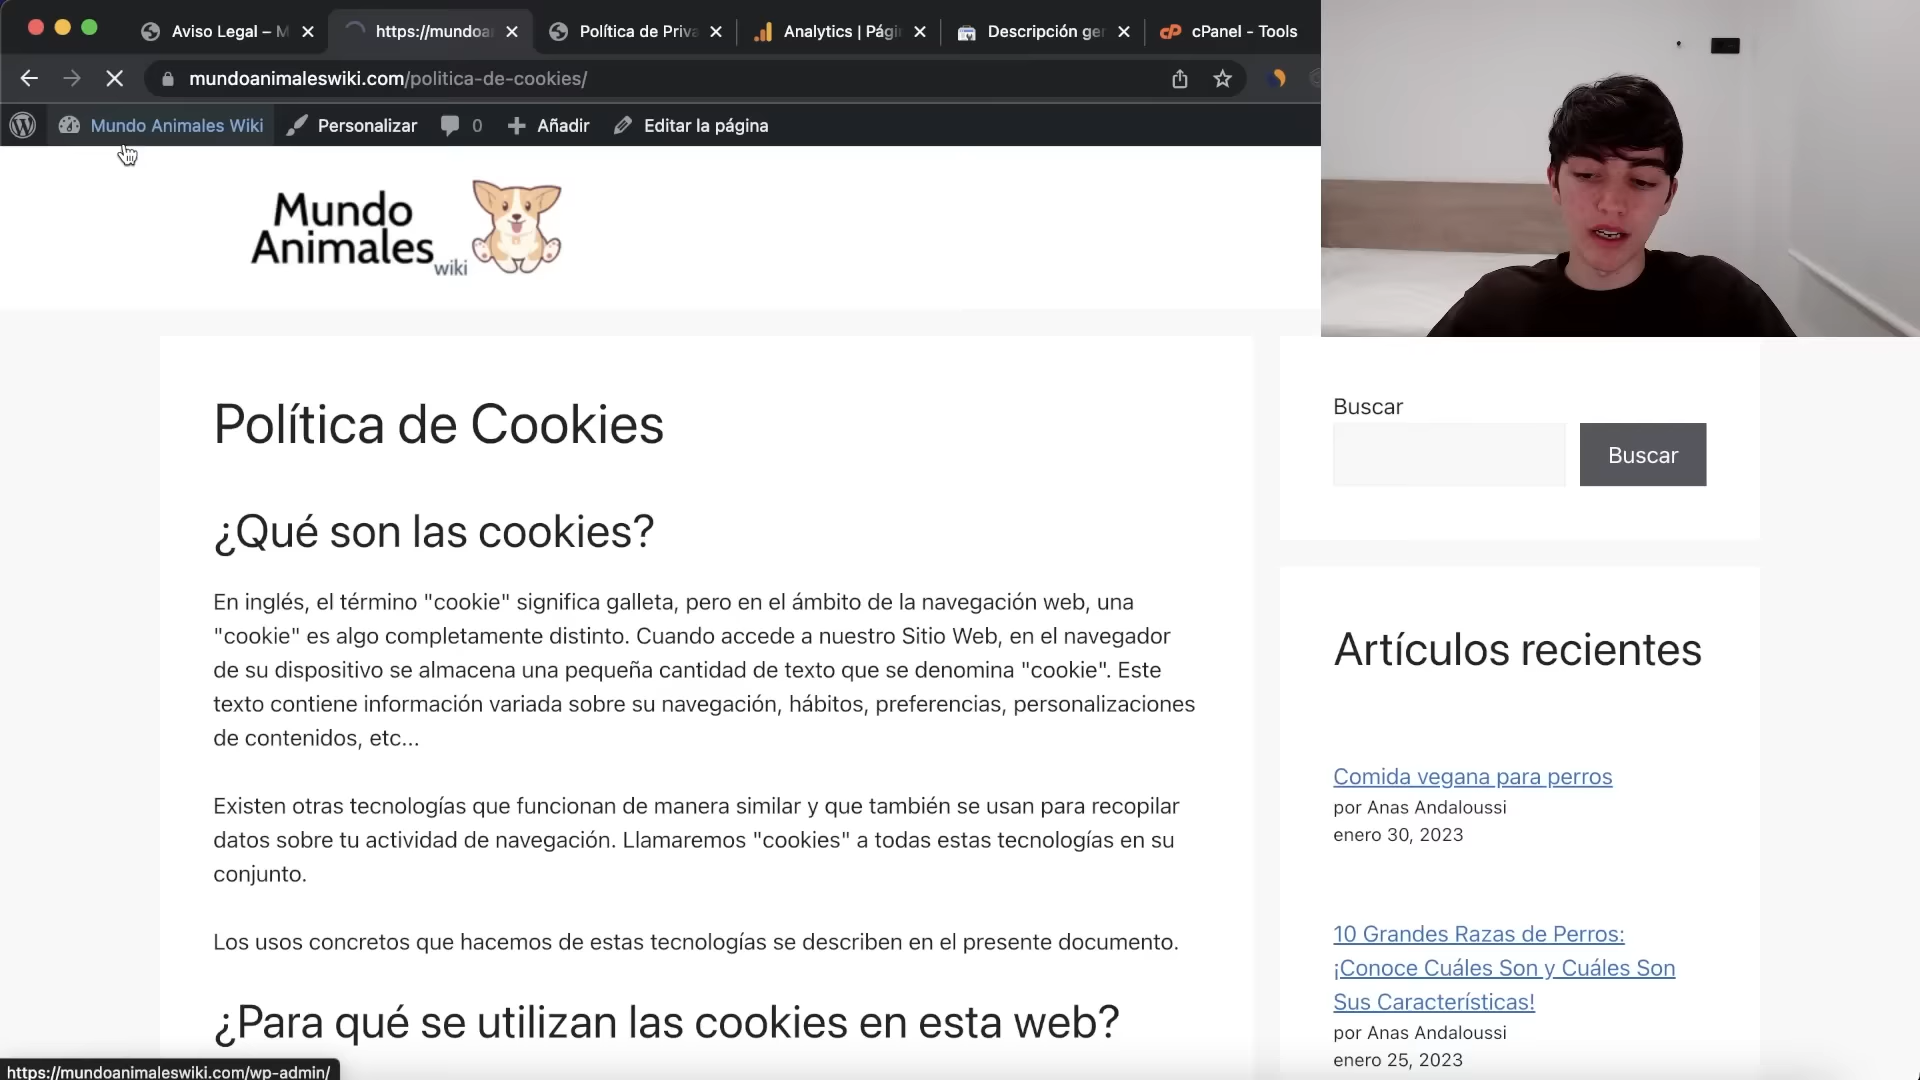 Aviso Legal – M
https://mundoa
Política de Priva
Analytics | Pági
Descripción ge
cPanel - Tools
mundoanimaleswiki.com/politica-de-cookies/
Mundo Animales Wiki
Personalizar
0
Añadir
Editar la página
Mundo
Animales
wiki
Política de Cookies
¿Qué son las cookies?
En inglés, el término "cookie" significa galleta, pero en el ámbito de la navegación web, una
"cookie" es algo completamente distinto. Cuando accede a nuestro Sitio Web, en el navegador
de su dispositivo se almacena una pequeña cantidad de texto que se denomina "cookie". Este
texto contiene información variada sobre su navegación, hábitos, preferencias, personalizaciones
de contenidos, etc...
Existen otras tecnologías que funcionan de manera similar y que también se usan para recopilar
datos sobre tu actividad de navegación. Llamaremos "cookies" a todas estas tecnologías en su
conjunto.
Los usos concretos que hacemos de estas tecnologías se describen en el presente documento.
¿Para qué se utilizan las cookies en esta web?
Buscar
Buscar
Artículos recientes
Comida vegana para perros
por Anas Andaloussi
enero 30, 2023
10 Grandes Razas de Perros:
¡Conoce Cuáles Son y Cuáles Son
Sus Características!
por Anas Andaloussi
enero 25, 2023
https://mundoanimaleswiki.com/wp-admin/